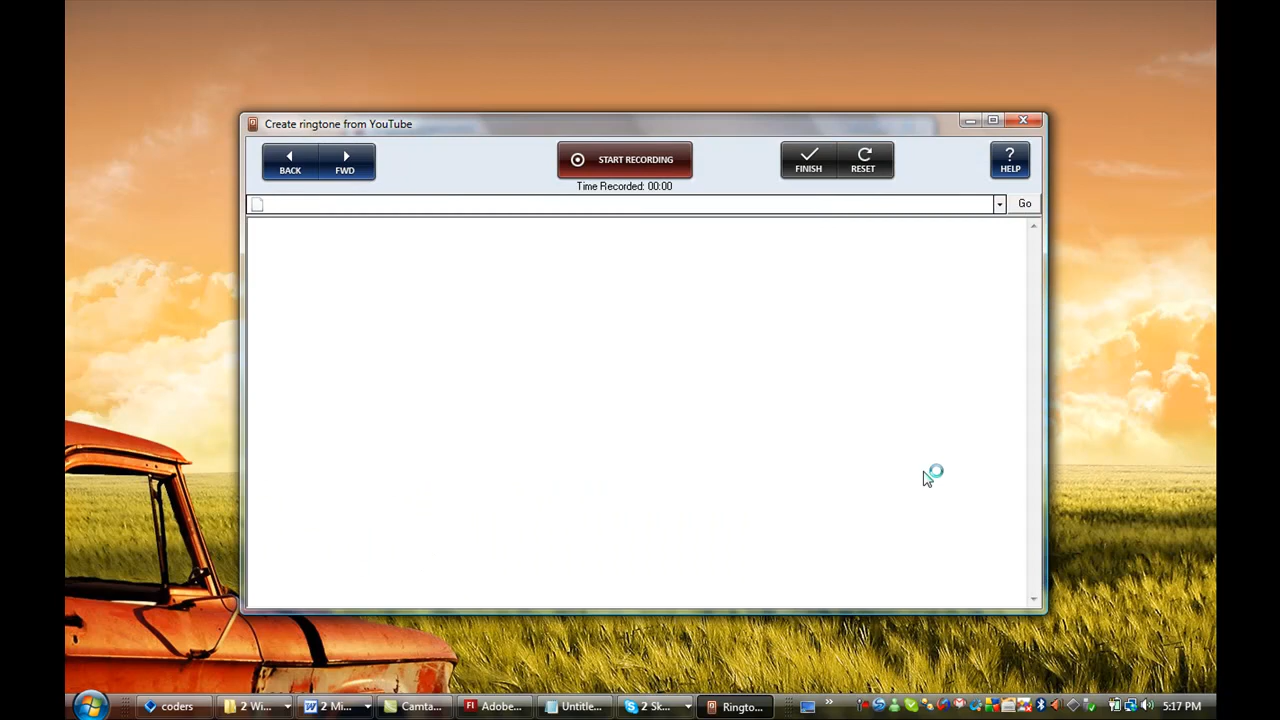 Create ringtone from YouTube
BACK
FWD
START RECORDING
Time Recorded: 00:00
FINISH
RESET
?
HELP
Go
coders
2 Wi...
2 Mi...
Camta...
Adobe...
Untitle...
2 Sk...
Ringto...
»
5:17 PM